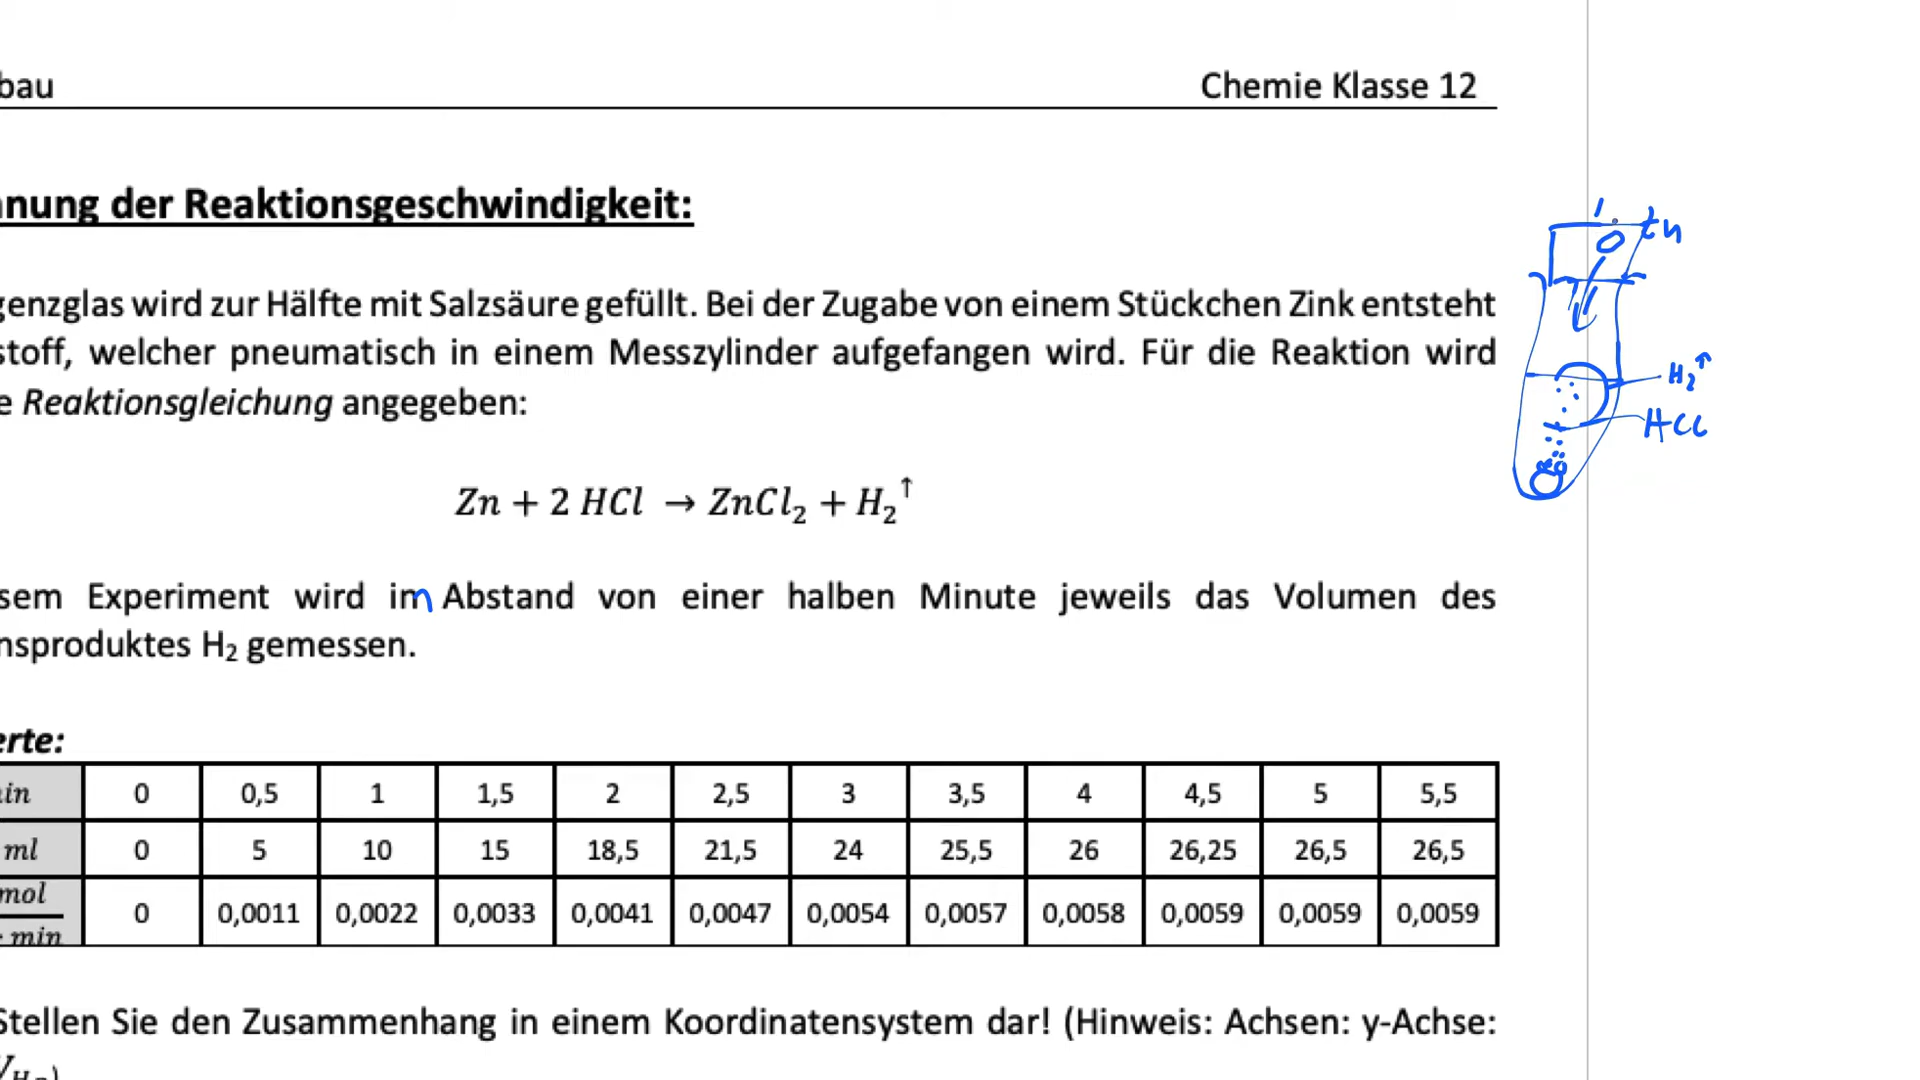 bau
Chemie Klasse 12
nung der Reaktionsgeschwindigkeit:
genzglas wird zur Hälfte mit Salzsäure gefüllt. Bei der Zugabe von einem Stückchen Zink entsteht
stoff, welcher pneumatisch in einem Messzylinder aufgefangen wird. Für die Reaktion wird
e Reaktionsgleichung angegeben:
Zn + 2 HCl → ZnCl₂ + H₂↑
H₂↑
HCl
sem Experiment wird im Abstand von einer halben Minute jeweils das Volumen des
nsproduktes H₂ gemessen.
erte:
in 0 0,5 1 1,5 2 2,5 3 3,5 4 4,5 5 5,5
ml 0 5 10 15 18,5 21,5 24 25,5 26 26,25 26,5 26,5
mol
· min 0 0,0011 0,0022 0,0033 0,0041 0,0047 0,0054 0,0057 0,0058 0,0059 0,0059 0,0059
Stellen Sie den Zusammenhang in einem Koordinatensystem dar! (Hinweis: Achsen: y-Achse: